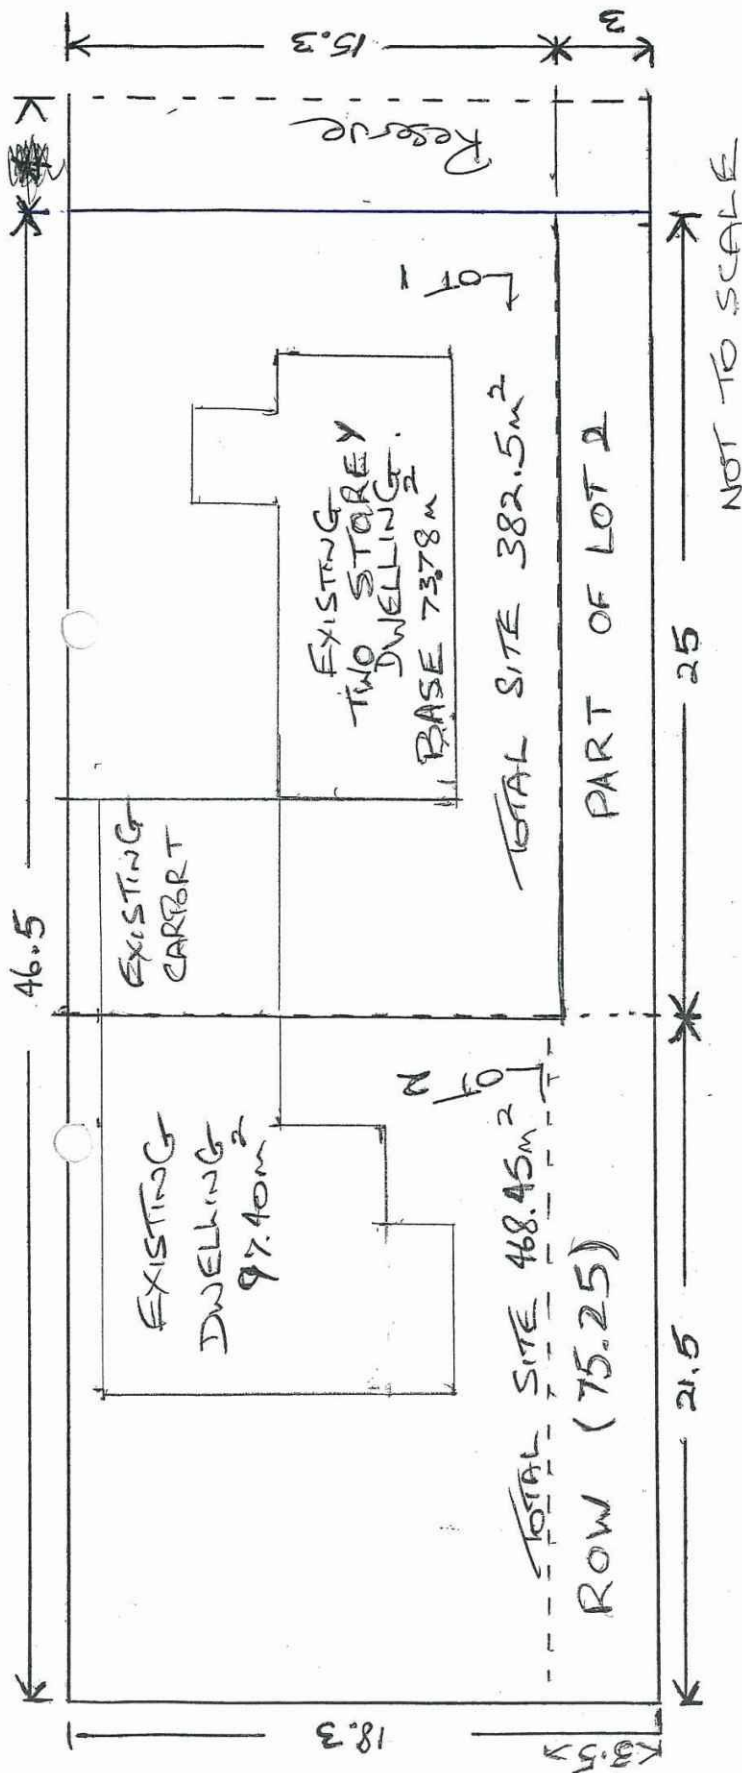 46.5
15.3
3
Reserve
LOT 1
EXISTING
TWO STOREY
DWELLING.
BASE 73.78m²
TOTAL SITE 382.5m²
PART OF LOT 2
25
NOT TO SCALE
EXISTING
CARPORT
LOT 2
EXISTING
DWELLING
97.40m²
TOTAL SITE 468.45m²
ROW (75.25)
21.5
18.3
3.5